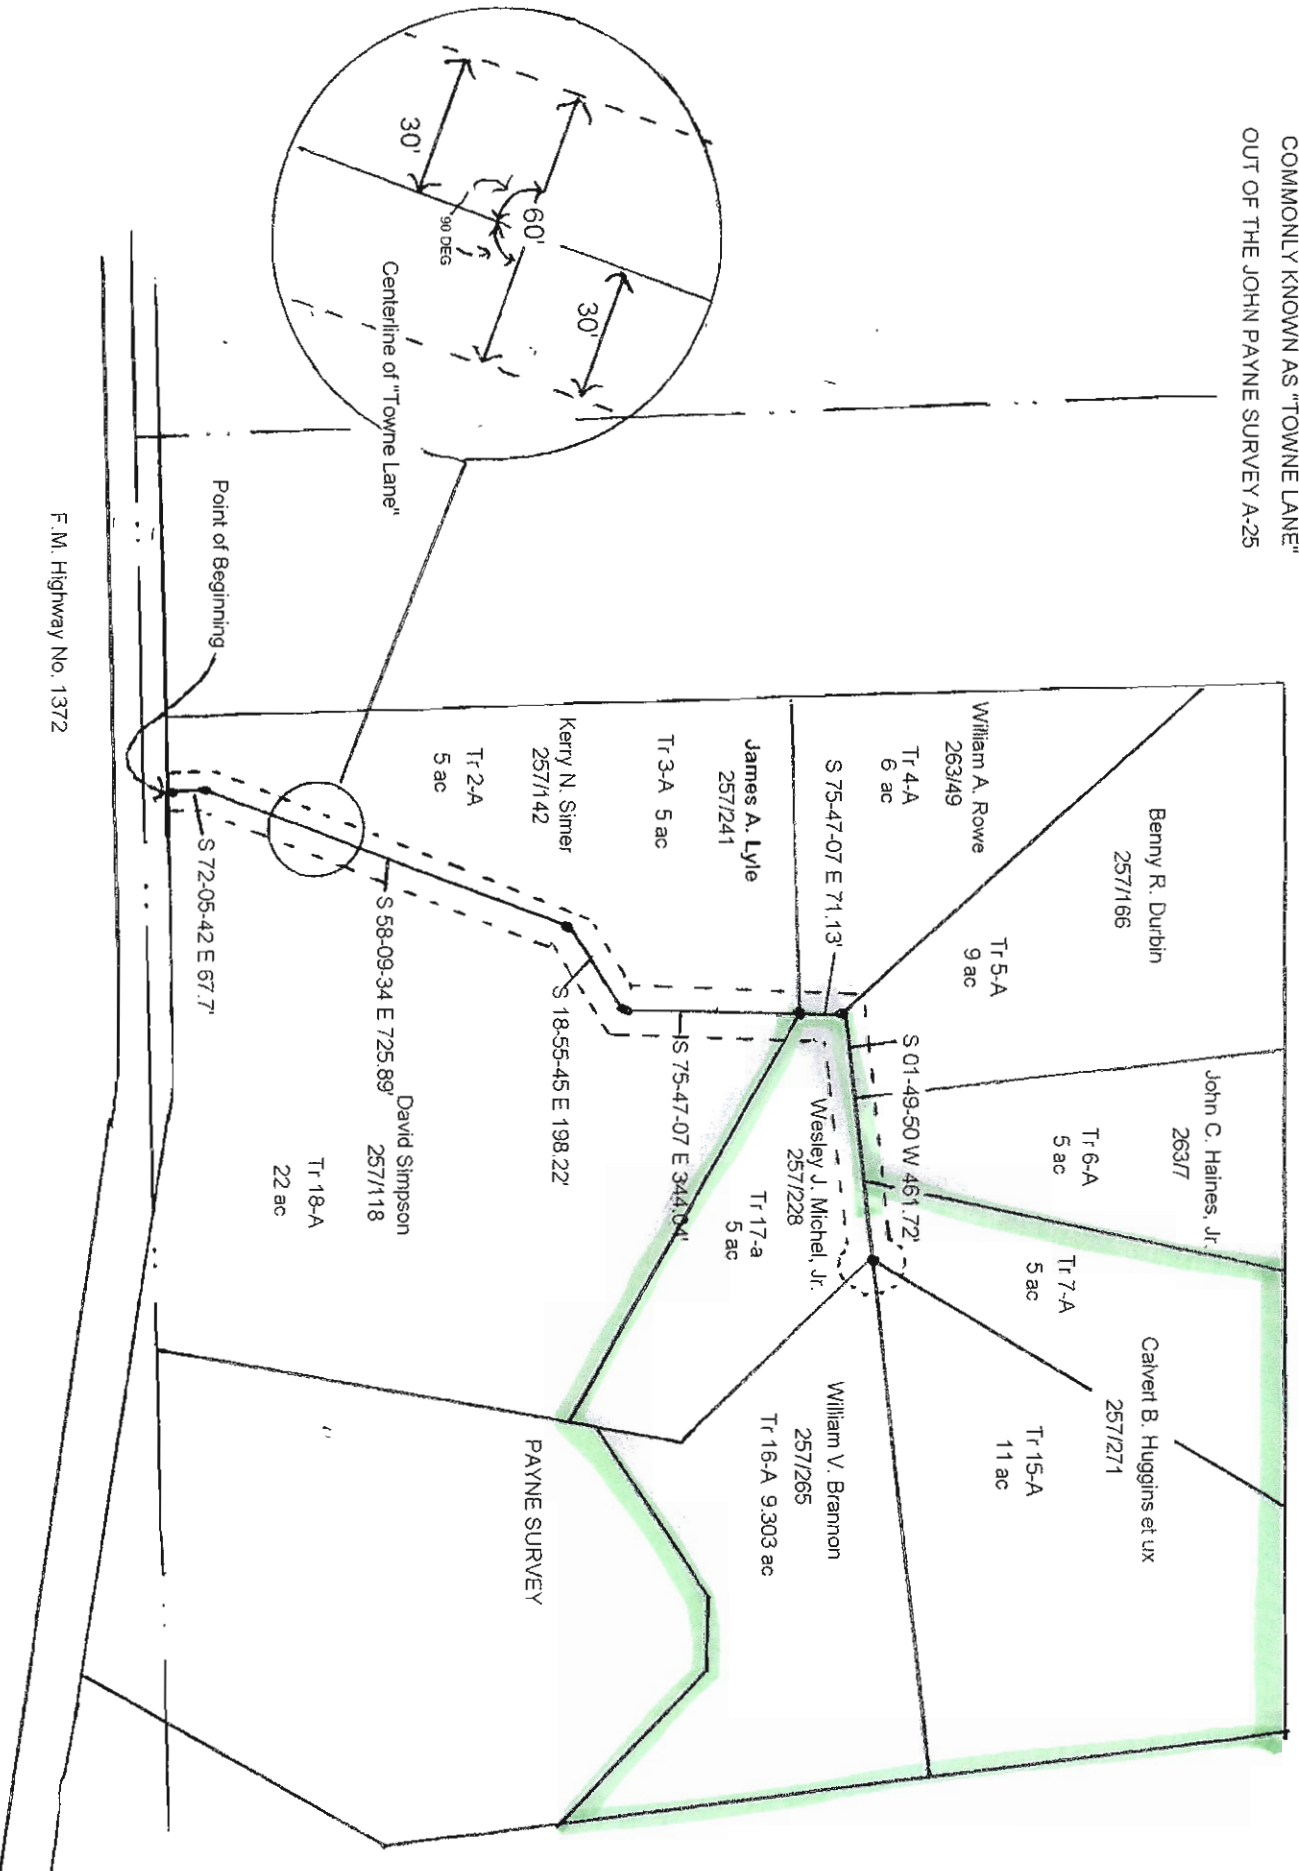 COMMONLY KNOWN AS "TOWNE LANE"
OUT OF THE JOHN PAYNE SURVEY A-25
30'
60'
30'
90 DEG
Centerline of "Towne Lane"
Point of Beginning
F.M. Highway No. 1372
Benny R. Durbin
257/166
Tr 5-A
9 ac
William A. Rowe
263/49
Tr 4-A
6 ac
S 75-47-07 E 71.13'
James A. Lyle
257/241
Tr 3-A 5 ac
Kerry N. Simer
257/142
Tr 2-A
5 ac
S 72-05-42 E 67.7'
S 58-09-34 E 725.89'
S 18-55-45 E 198.22'
S 75-47-07 E 344.04'
S 01-49-50 W 461.72'
John C. Haines, Jr.
263/7
Tr 6-A
5 ac
Tr 7-A
5 ac
Wesley J. Michel, Jr.
257/228
Tr 17-a
5 ac
David Simpson
257/118
Tr 18-A
22 ac
Calvert B. Huggins et ux
257/271
Tr 15-A
11 ac
William V. Brannon
257/265
Tr 16-A 9.303 ac
PAYNE SURVEY